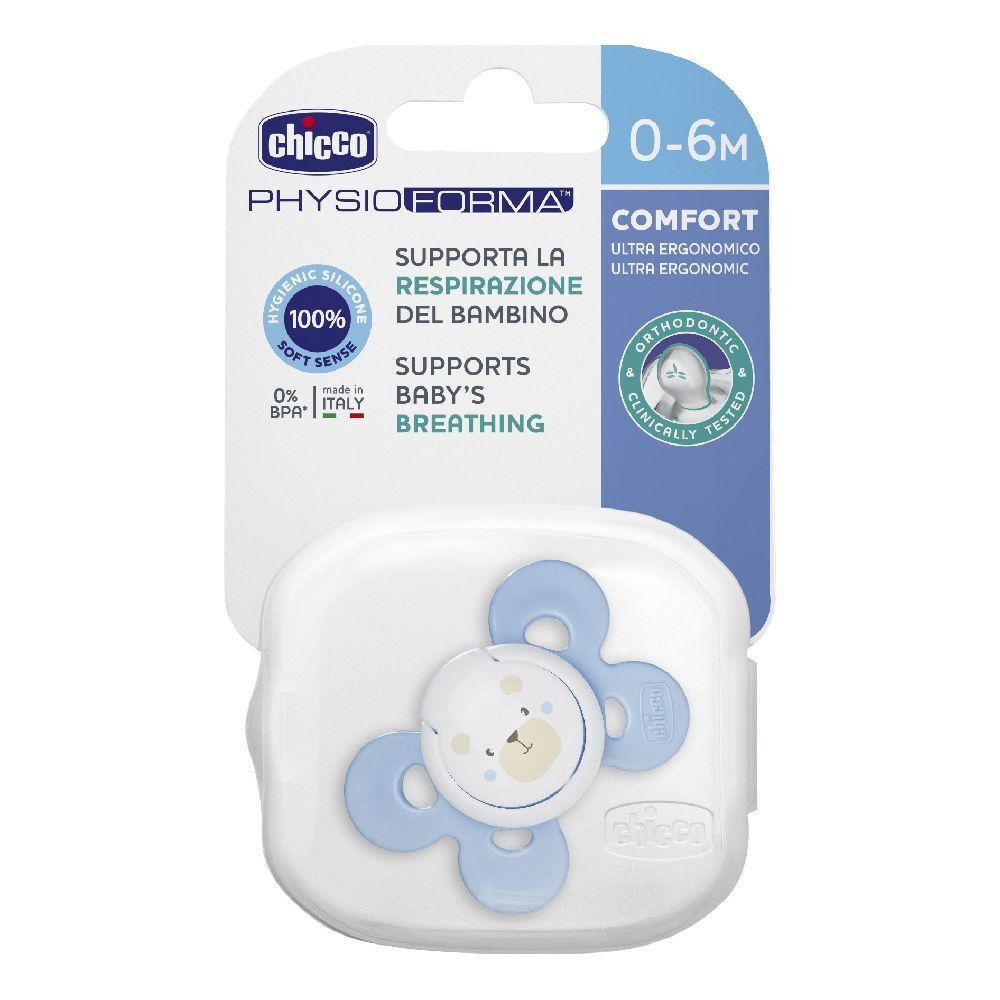 chicco
PHYSIOFORMA™
0-6M
COMFORT
ULTRA ERGONOMICO
ULTRA ERGONOMIC
HYGIENIC SILICONE
100%
SOFT SENSE
0%
BPA*
made in
ITALY
SUPPORTA LA
RESPIRAZIONE
DEL BAMBINO
SUPPORTS
BABY'S
BREATHING
ORTHODONTIC
& CLINICALLY TESTED &
chicco
chicco